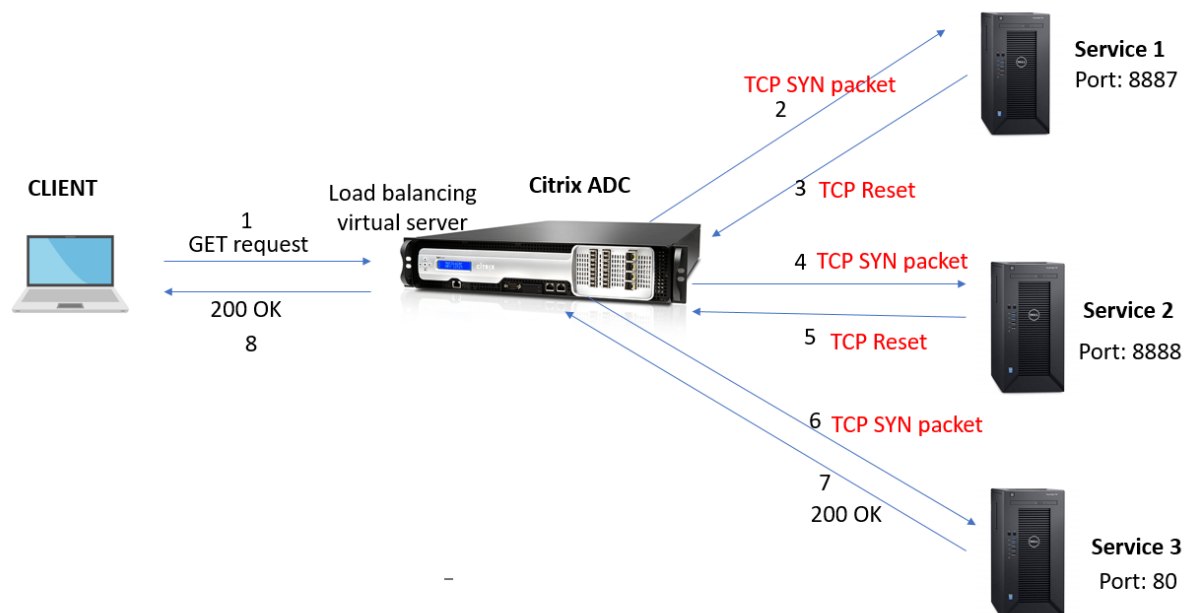 Service 1
Port: 8887
TCP SYN packet
2
3 TCP Reset
CLIENT
Load balancing
virtual server
Citrix ADC
1
GET request
200 OK
8
4 TCP SYN packet
5 TCP Reset
Service 2
Port: 8888
6 TCP SYN packet
7
200 OK
Service 3
Port: 80
–